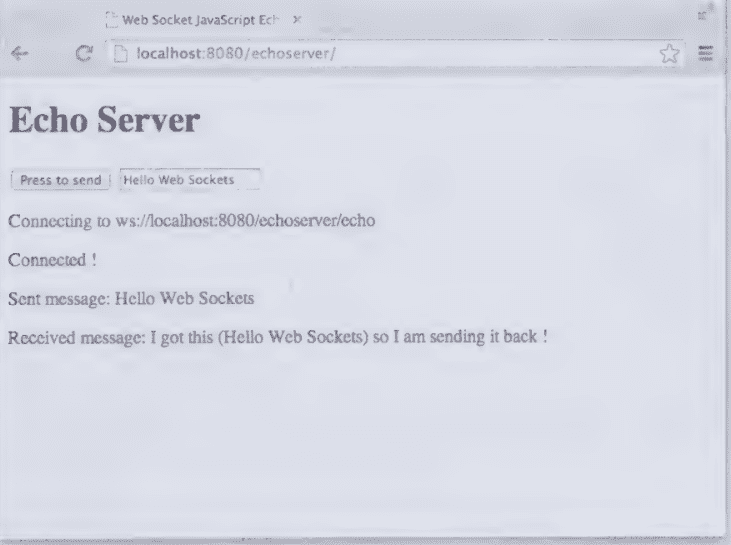 Web Socket JavaScript Ech
localhost:8080/echoserver/
Echo Server
Press to send Hello Web Sockets
Connecting to ws://localhost:8080/echoserver/echo
Connected !
Sent message: Hello Web Sockets
Received message: I got this (Hello Web Sockets) so I am sending it back !